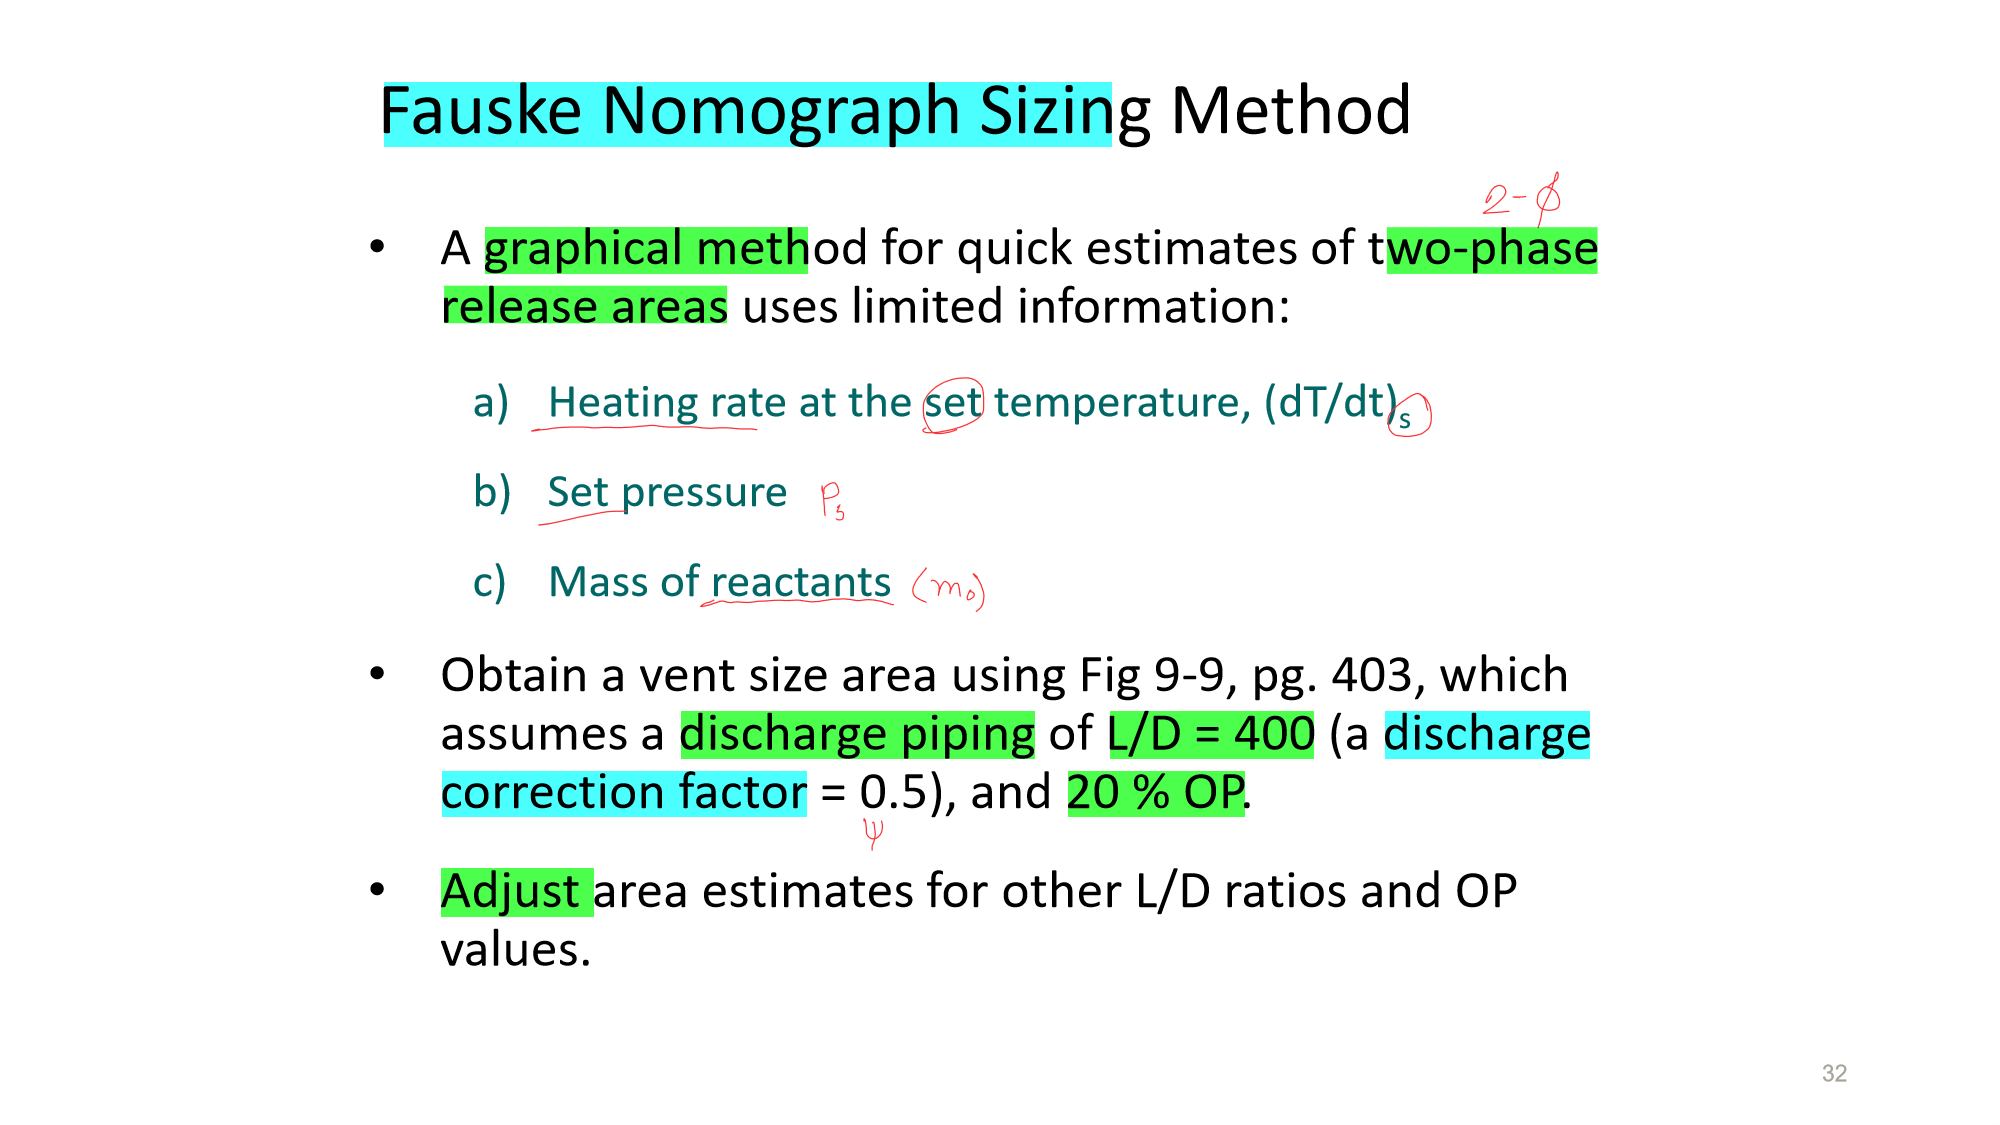 Fauske Nomograph Sizing Method
2-ϕ
• A graphical method for quick estimates of two-phase
release areas uses limited information:
a) Heating rate at the set temperature, (dT/dt)s
b) Set pressure Ps
c) Mass of reactants (m₀)
• Obtain a vent size area using Fig 9-9, pg. 403, which
assumes a discharge piping of L/D = 400 (a discharge
correction factor = 0.5), and 20 % OP.
ψ
• Adjust area estimates for other L/D ratios and OP
values.
32